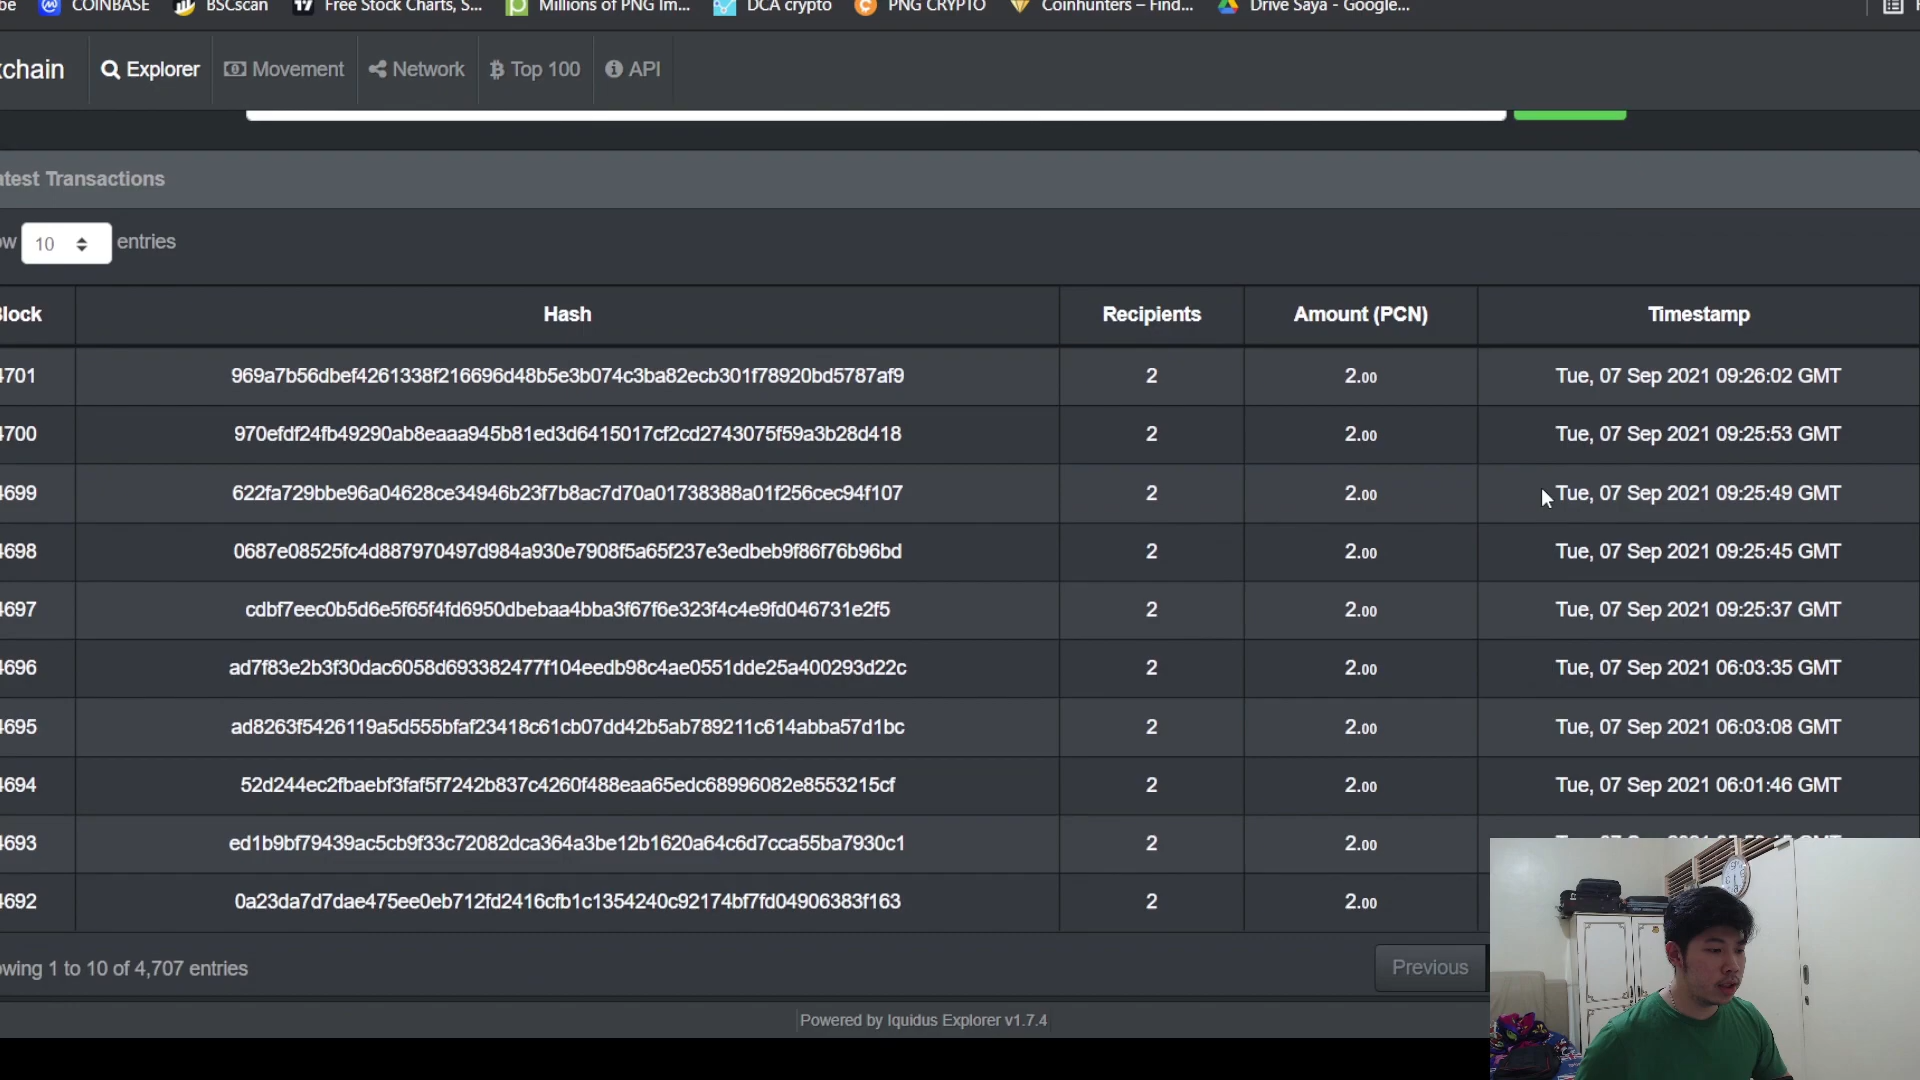 be COINBASE BSCscan Free Stock Charts, S... Millions of PNG Im... DCA crypto PNG CRYPTO Coinhunters – Find... Drive Saya - Google...
chain Explorer Movement Network Top 100 API
atest Transactions
ow 10 entries
Block Hash Recipients Amount (PCN) Timestamp
4701 969a7b56dbef4261338f216696d48b5e3b074c3ba82ecb301f78920bd5787af9 2 2.00 Tue, 07 Sep 2021 09:26:02 GMT
4700 970efdf24fb49290ab8eaaa945b81ed3d6415017cf2cd2743075f59a3b28d418 2 2.00 Tue, 07 Sep 2021 09:25:53 GMT
4699 622fa729bbe96a04628ce34946b23f7b8ac7d70a01738388a01f256cec94f107 2 2.00 Tue, 07 Sep 2021 09:25:49 GMT
4698 0687e08525fc4d887970497d984a930e7908f5a65f237e3edbeb9f86f76b96bd 2 2.00 Tue, 07 Sep 2021 09:25:45 GMT
4697 cdbf7eec0b5d6e5f65f4fd6950dbebaa4bba3f67f6e323f4c4e9fd046731e2f5 2 2.00 Tue, 07 Sep 2021 09:25:37 GMT
4696 ad7f83e2b3f30dac6058d693382477f104eedb98c4ae0551dde25a400293d22c 2 2.00 Tue, 07 Sep 2021 06:03:35 GMT
4695 ad8263f5426119a5d555bfaf23418c61cb07dd42b5ab789211c614abba57d1bc 2 2.00 Tue, 07 Sep 2021 06:03:08 GMT
4694 52d244ec2fbaebf3faf5f7242b837c4260f488eaa65edc68996082e8553215cf 2 2.00 Tue, 07 Sep 2021 06:01:46 GMT
4693 ed1b9bf79439ac5cb9f33c72082dca364a3be12b1620a64c6d7cca55ba7930c1 2 2.00
4692 0a23da7d7dae475ee0eb712fd2416cfb1c1354240c92174bf7fd04906383f163 2 2.00
owing 1 to 10 of 4,707 entries Previous
Powered by Iquidus Explorer v1.7.4